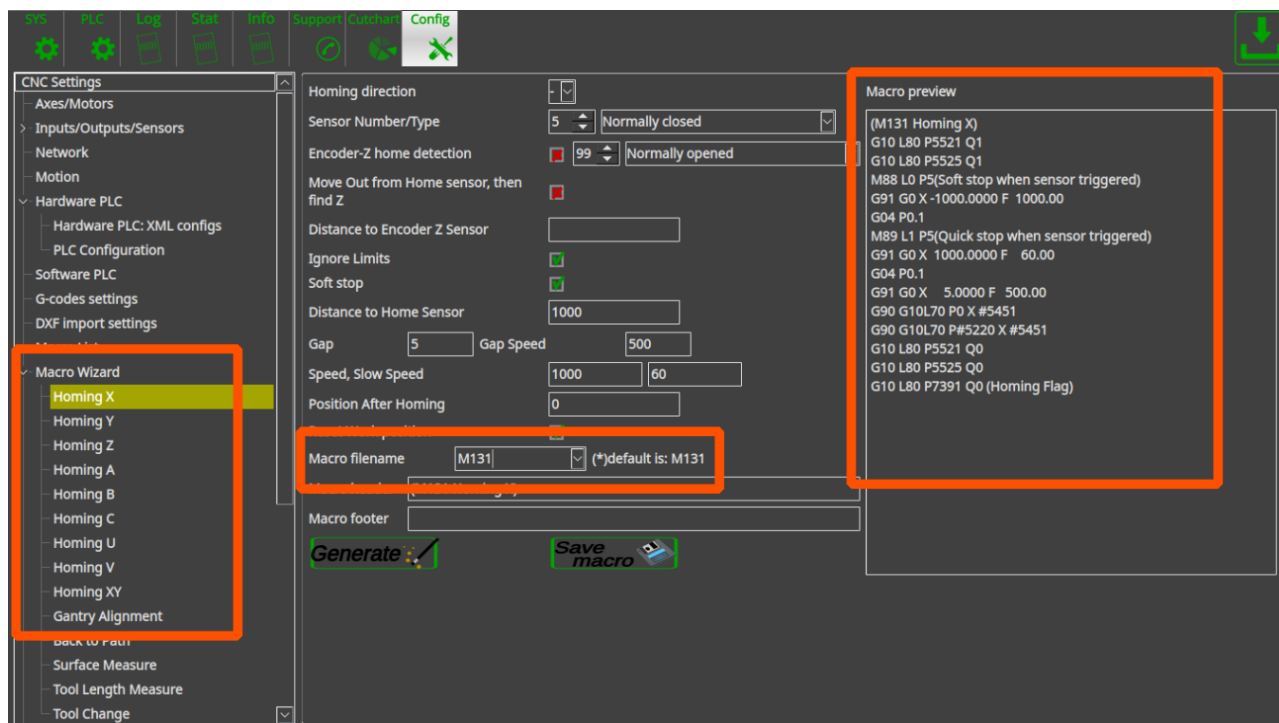 SYS PLC Log Stat Info Support Cutchart Config
CNC Settings
Axes/Motors
Inputs/Outputs/Sensors
Network
Motion
Hardware PLC
Hardware PLC: XML configs
PLC Configuration
Software PLC
G-codes settings
DXF import settings
Macro Wizard
Homing X
Homing Y
Homing Z
Homing A
Homing B
Homing C
Homing U
Homing V
Homing XY
Gantry Alignment
Back to Path
Surface Measure
Tool Length Measure
Tool Change
Homing direction -
Sensor Number/Type 5 Normally closed
Encoder-Z home detection 99 Normally opened
Move Out from Home sensor, then
find Z
Distance to Encoder Z Sensor
Ignore Limits
Soft stop
Distance to Home Sensor 1000
Gap 5 Gap Speed 500
Speed, Slow Speed 1000 60
Position After Homing 0
Macro filename M131 (*)default is: M131
Macro footer
Generate Save
macro
Macro preview
(M131 Homing X)
G10 L80 P5521 Q1
G10 L80 P5525 Q1
M88 L0 P5(Soft stop when sensor triggered)
G91 G0 X -1000.0000 F 1000.00
G04 P0.1
M89 L1 P5(Quick stop when sensor triggered)
G91 G0 X 1000.0000 F 60.00
G04 P0.1
G91 G0 X 5.0000 F 500.00
G90 G10L70 P0 X #5451
G90 G10L70 P#5220 X #5451
G10 L80 P5521 Q0
G10 L80 P5525 Q0
G10 L80 P7391 Q0 (Homing Flag)